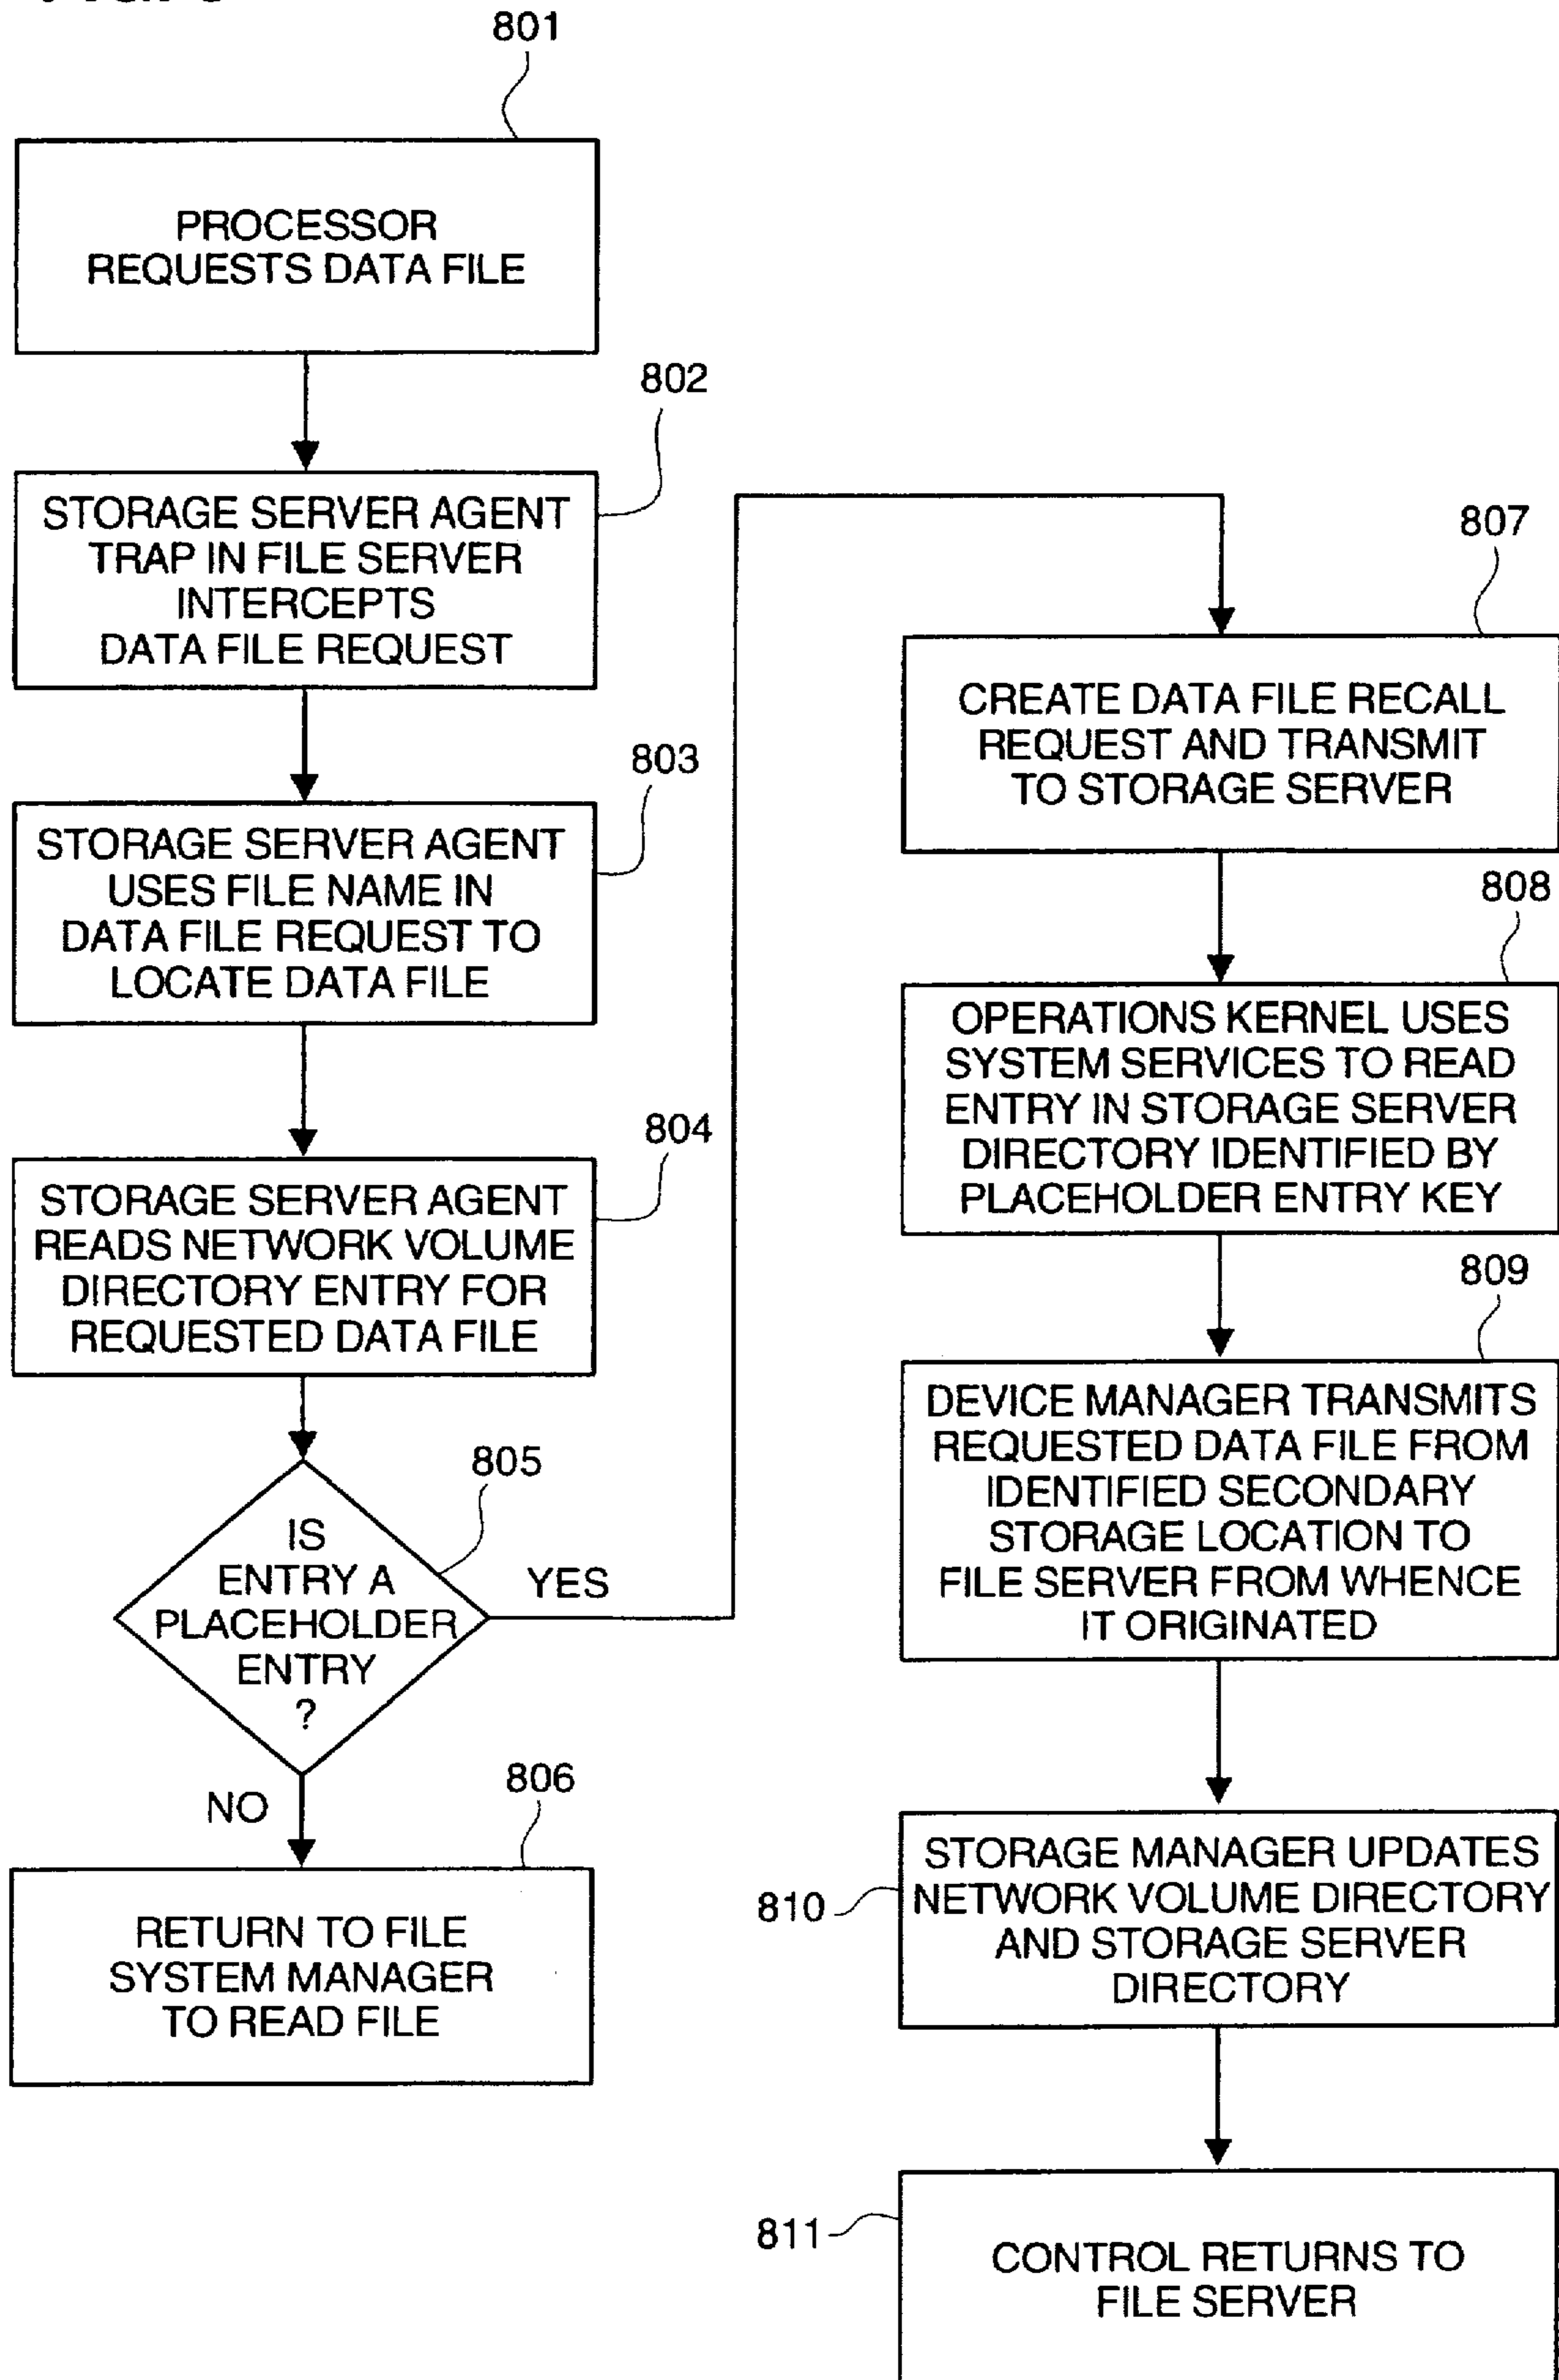 801
PROCESSOR
REQUESTS DATA FILE
802
STORAGE SERVER AGENT
TRAP IN FILE SERVER
INTERCEPTS
DATA FILE REQUEST
803
STORAGE SERVER AGENT
USES FILE NAME IN
DATA FILE REQUEST TO
LOCATE DATA FILE
804
STORAGE SERVER AGENT
READS NETWORK VOLUME
DIRECTORY ENTRY FOR
REQUESTED DATA FILE
805
IS
ENTRY A
PLACEHOLDER
ENTRY
?
YES
NO
806
RETURN TO FILE
SYSTEM MANAGER
TO READ FILE
807
CREATE DATA FILE RECALL
REQUEST AND TRANSMIT
TO STORAGE SERVER
808
OPERATIONS KERNEL USES
SYSTEM SERVICES TO READ
ENTRY IN STORAGE SERVER
DIRECTORY IDENTIFIED BY
PLACEHOLDER ENTRY KEY
809
DEVICE MANAGER TRANSMITS
REQUESTED DATA FILE FROM
IDENTIFIED SECONDARY
STORAGE LOCATION TO
FILE SERVER FROM WHENCE
IT ORIGINATED
810
STORAGE MANAGER UPDATES
NETWORK VOLUME DIRECTORY
AND STORAGE SERVER
DIRECTORY
811
CONTROL RETURNS TO
FILE SERVER